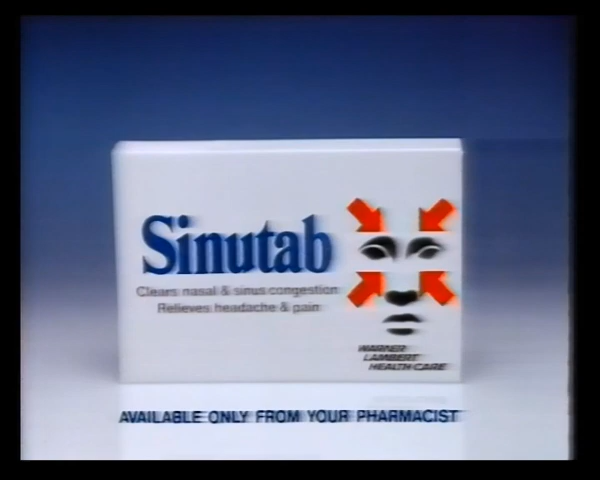 Sinutab
Clears nasal & sinus congestion
Relieves headache & pain
WARNER
LAMBERT
HEALTH CARE
AVAILABLE ONLY FROM YOUR PHARMACIST